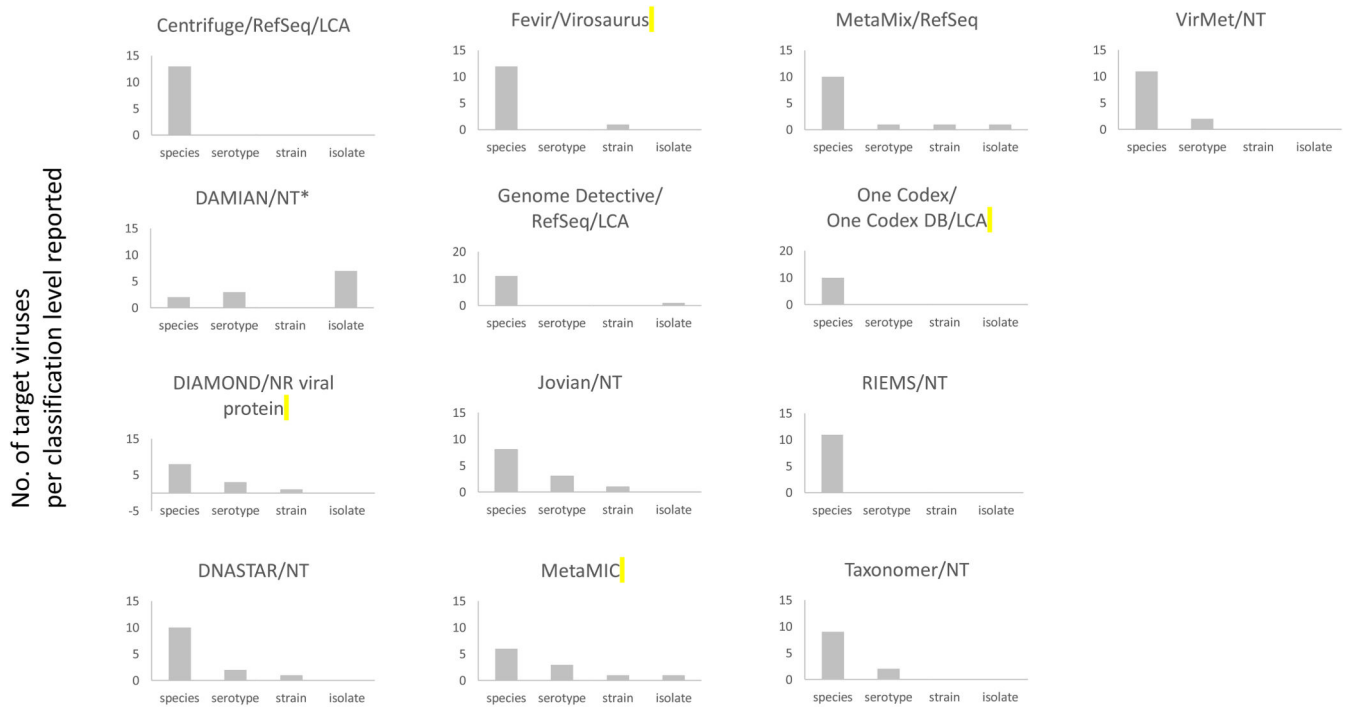 No. of target viruses
per classification level reported
Centrifuge/RefSeq/LCA
15
10
5
0
species serotype strain isolate
Fevir/Virosaurus
15
10
5
0
species serotype strain isolate
MetaMix/RefSeq
15
10
5
0
species serotype strain isolate
VirMet/NT
15
10
5
0
species serotype strain isolate
DAMIAN/NT*
15
10
5
0
species serotype strain isolate
Genome Detective/
RefSeq/LCA
20
10
0
species serotype strain isolate
One Codex/
One Codex DB/LCA
20
10
0
species serotype strain isolate
DIAMOND/NR viral
protein
15
5
-5
species serotype strain isolate
Jovian/NT
15
10
5
0
species serotype strain isolate
RIEMS/NT
15
10
5
0
species serotype strain isolate
DNASTAR/NT
15
10
5
0
species serotype strain isolate
MetaMIC
15
10
5
0
species serotype strain isolate
Taxonomer/NT
15
10
5
0
species serotype strain isolate